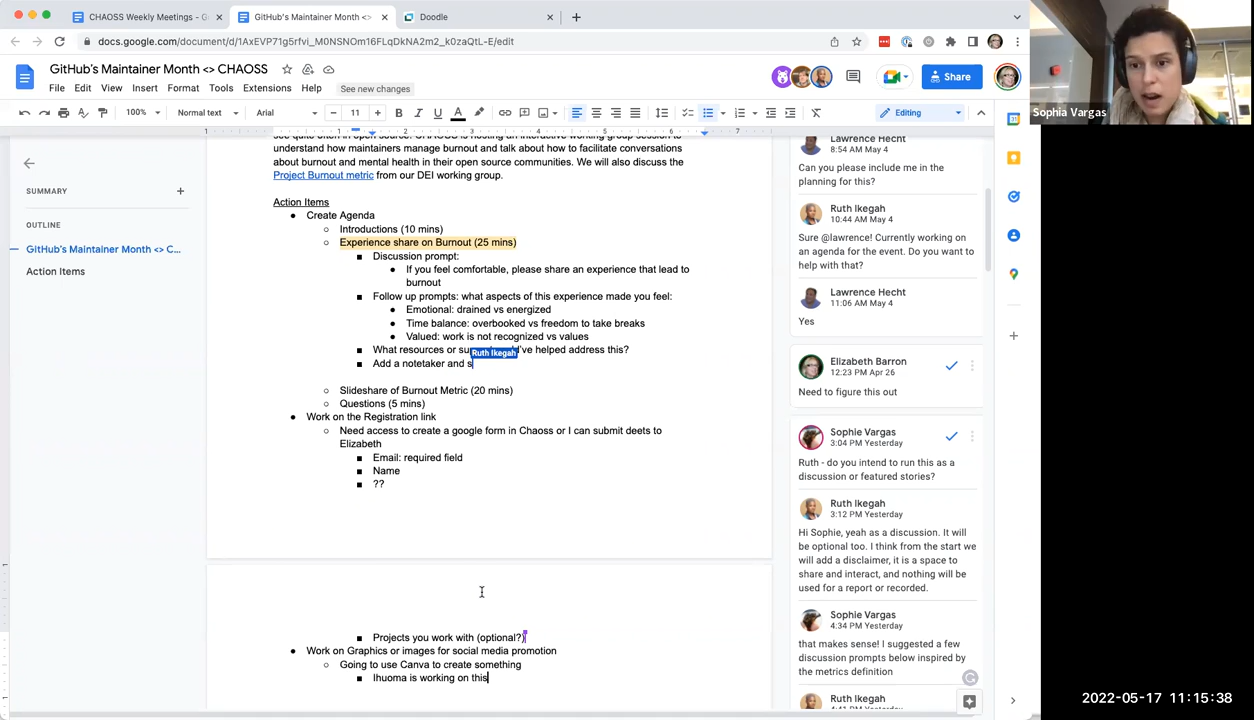 CHAOSS Weekly Meetings - G
GitHub's Maintainer Month <>
Doodle
docs.google.com/document/d/1AxEVP71g5rfvi_M0NSNOm16FLqDkNA2m2_k0zaQtL-E/edit
GitHub's Maintainer Month <> CHAOSS
File Edit View Insert Format Tools Extensions Help
See new changes
Share
100%
Normal text
Arial
11
Editing
1 1 2 3 4 5 6 7
Sophia Vargas
SUMMARY
OUTLINE
GitHub's Maintainer Month <> C...
Action Items
understand how maintainers manage burnout and talk about how to facilitate conversations
about burnout and mental health in their open source communities. We will also discuss the
Project Burnout metric from our DEI working group.
Action Items
Create Agenda
Introductions (10 mins)
Experience share on Burnout (25 mins)
Discussion prompt:
If you feel comfortable, please share an experience that lead to
burnout
Follow up prompts: what aspects of this experience made you feel:
Emotional: drained vs energized
Time balance: overbooked vs freedom to take breaks
Valued: work is not recognized vs values
What resources or su 've helped address this?
Ruth Ikegah
Add a notetaker and s
Slideshare of Burnout Metric (20 mins)
Questions (5 mins)
Work on the Registration link
Need access to create a google form in Chaoss or I can submit deets to
Elizabeth
Email: required field
Name
??
Projects you work with (optional?)
Work on Graphics or images for social media promotion
Going to use Canva to create something
Ihuoma is working on this
Lawrence Hecht
8:54 AM May 4
Can you please include me in the
planning for this?
Ruth Ikegah
10:44 AM May 4
Sure @lawrence! Currently working on
an agenda for the event. Do you want to
help with that?
Lawrence Hecht
11:06 AM May 4
Yes
Elizabeth Barron
12:23 PM Apr 26
Need to figure this out
Sophie Vargas
3:04 PM Yesterday
Ruth - do you intend to run this as a
discussion or featured stories?
Ruth Ikegah
3:12 PM Yesterday
Hi Sophie, yeah as a discussion. It will
be optional too. I think from the start we
will add a disclaimer, it is a space to
share and interact, and nothing will be
used for a report or recorded.
Sophie Vargas
4:34 PM Yesterday
that makes sense! I suggested a few
discussion prompts below inspired by
the metrics definition
Ruth Ikegah
2022-05-17 11:15:38